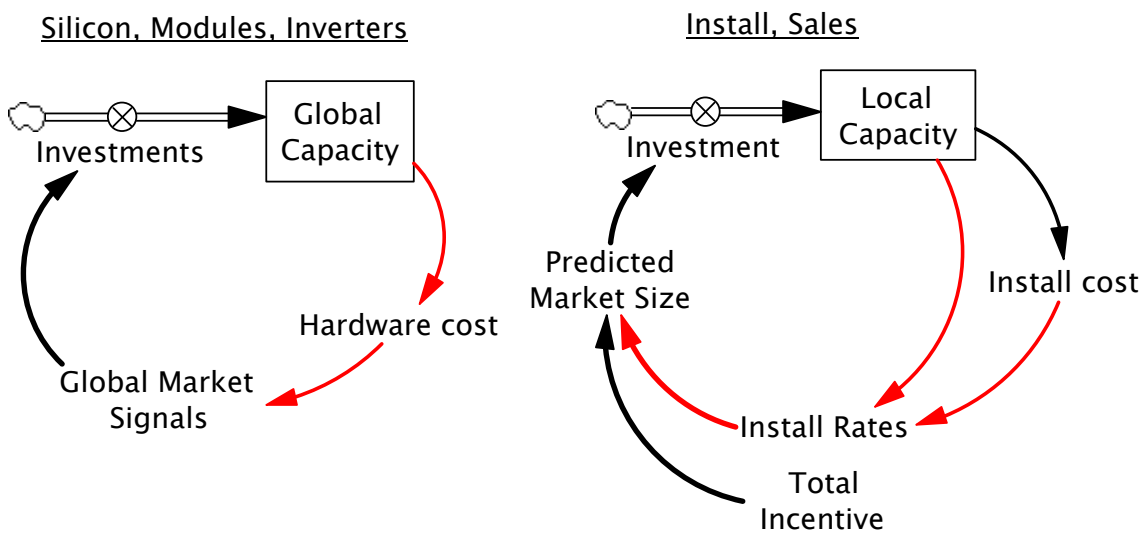 Silicon, Modules, Inverters
Global
Capacity
Investments
Hardware cost
Global Market
Signals
Install, Sales
Local
Capacity
Investment
Predicted
Market Size
Install cost
Install Rates
Total
Incentive